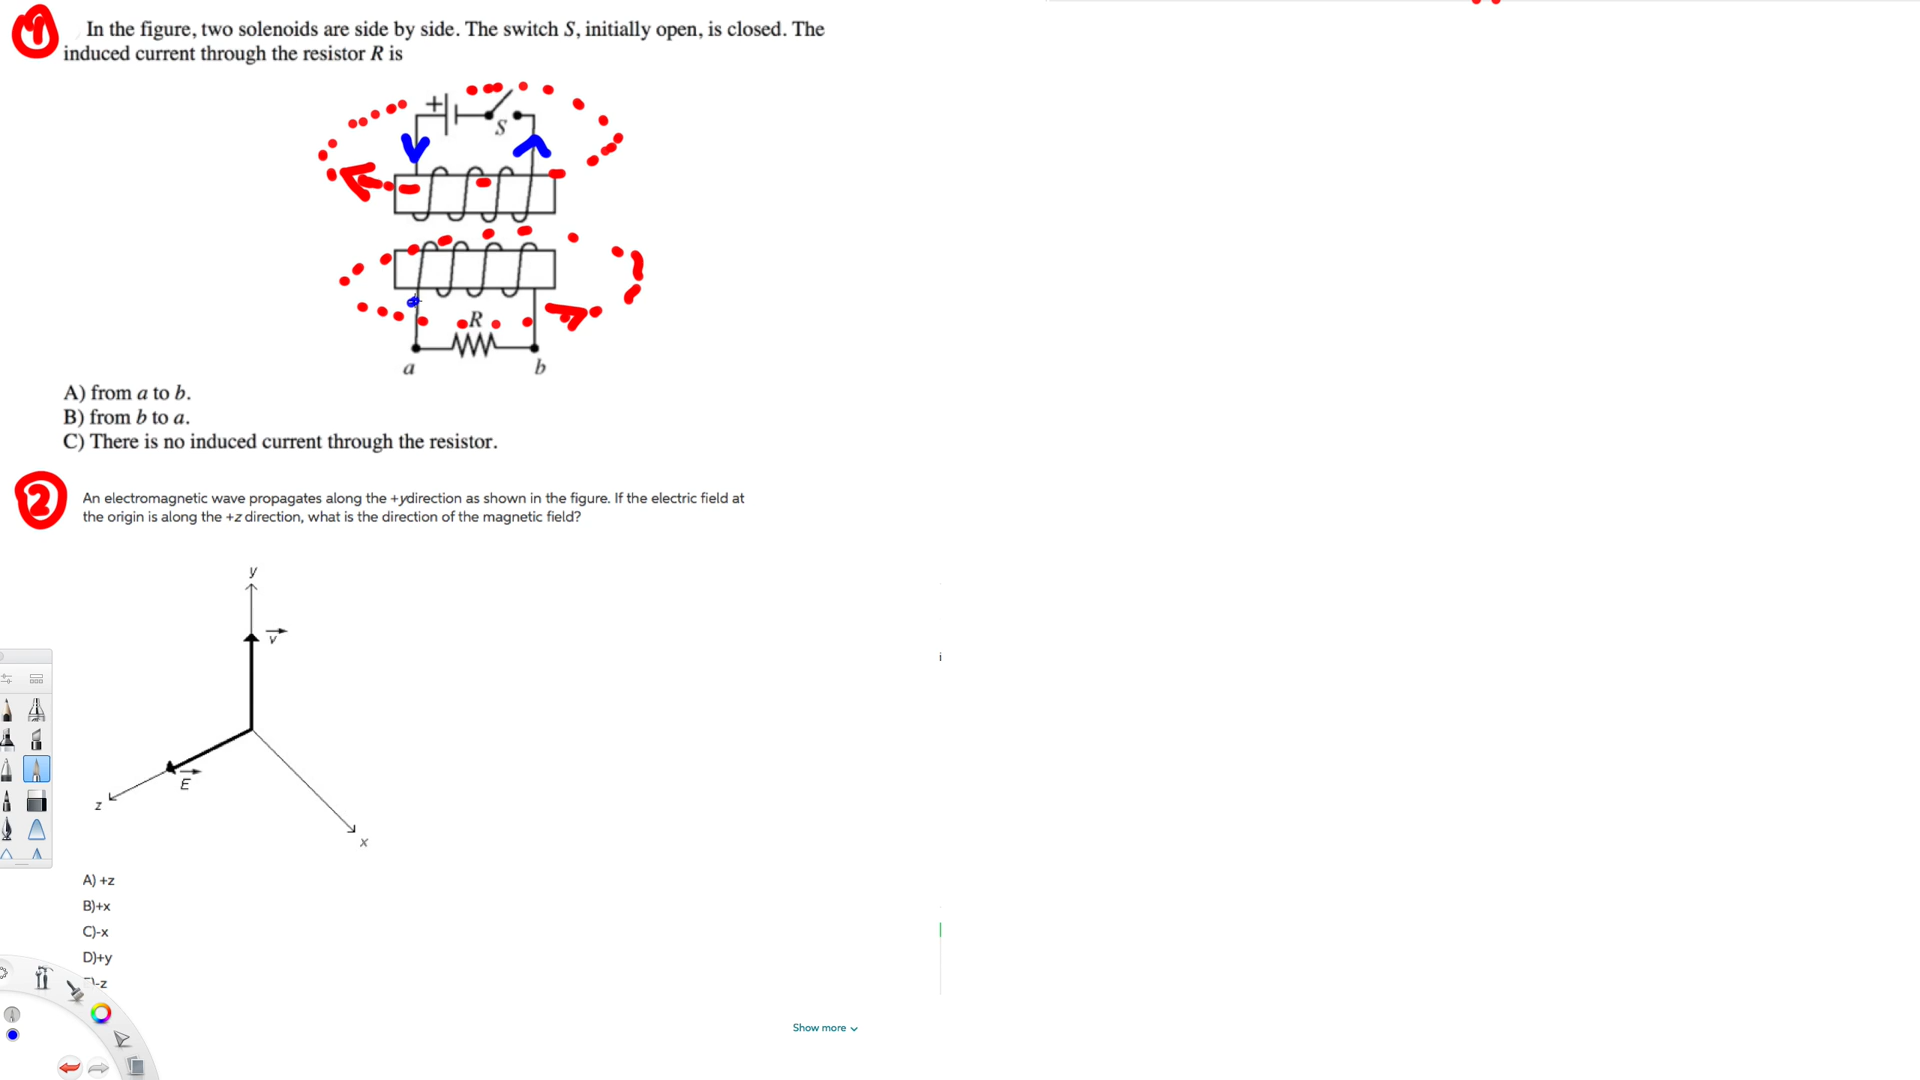 1
In the figure, two solenoids are side by side. The switch S, initially open, is closed. The
induced current through the resistor R is
+
S
R
a
b
A) from a to b.
B) from b to a.
C) There is no induced current through the resistor.
2
An electromagnetic wave propagates along the +ydirection as shown in the figure. If the electric field at
the origin is along the +z direction, what is the direction of the magnetic field?
y
v
E
z
x
i
A) +z
B)+x
C)-x
D)+y
-z
Show more